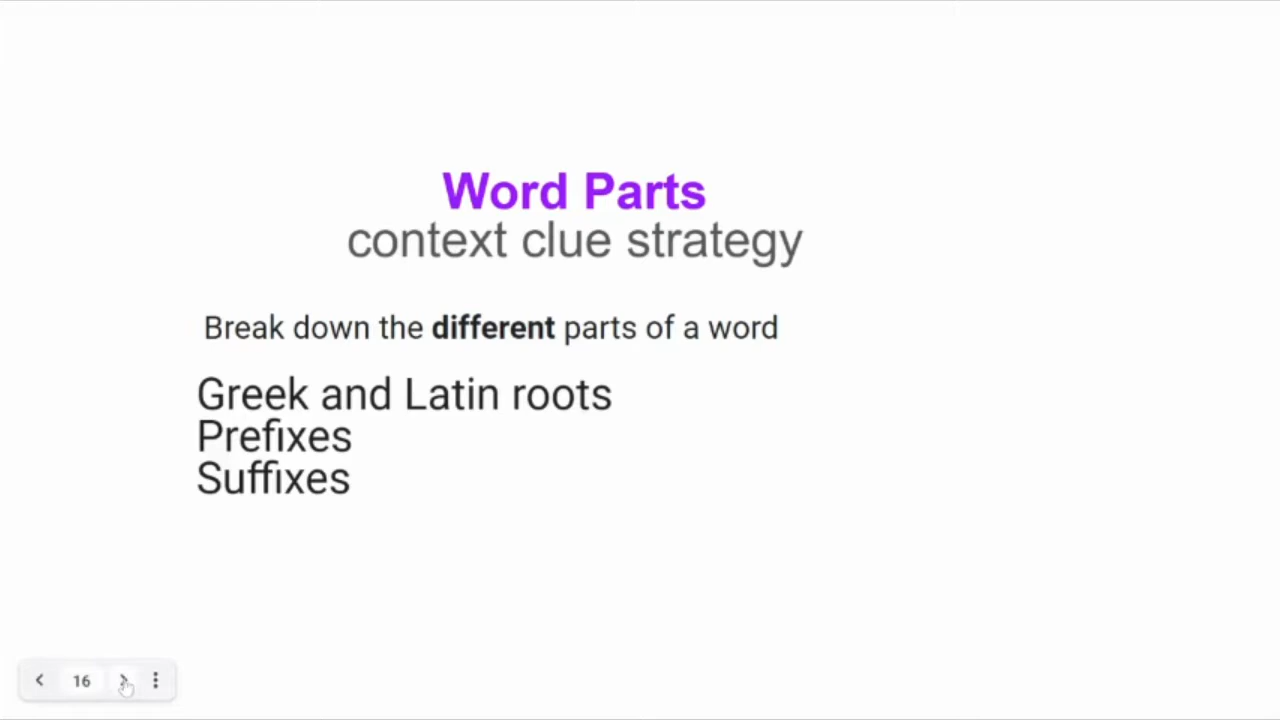 Word Parts
context clue strategy
Break down the different parts of a word
Greek and Latin roots
Prefixes
Suffixes
16